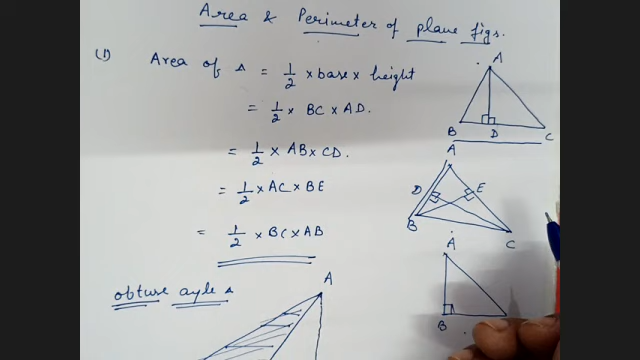 Area & Perimeter of plane figs.
(1) Area of Δ = 1/2 × base × height
= 1/2 × BC × AD.
= 1/2 × AB × CD.
= 1/2 × AC × BE
= 1/2 × BC × AB
obtuse ayle Δ
A
B D C
A
D E
B C
A
B
A